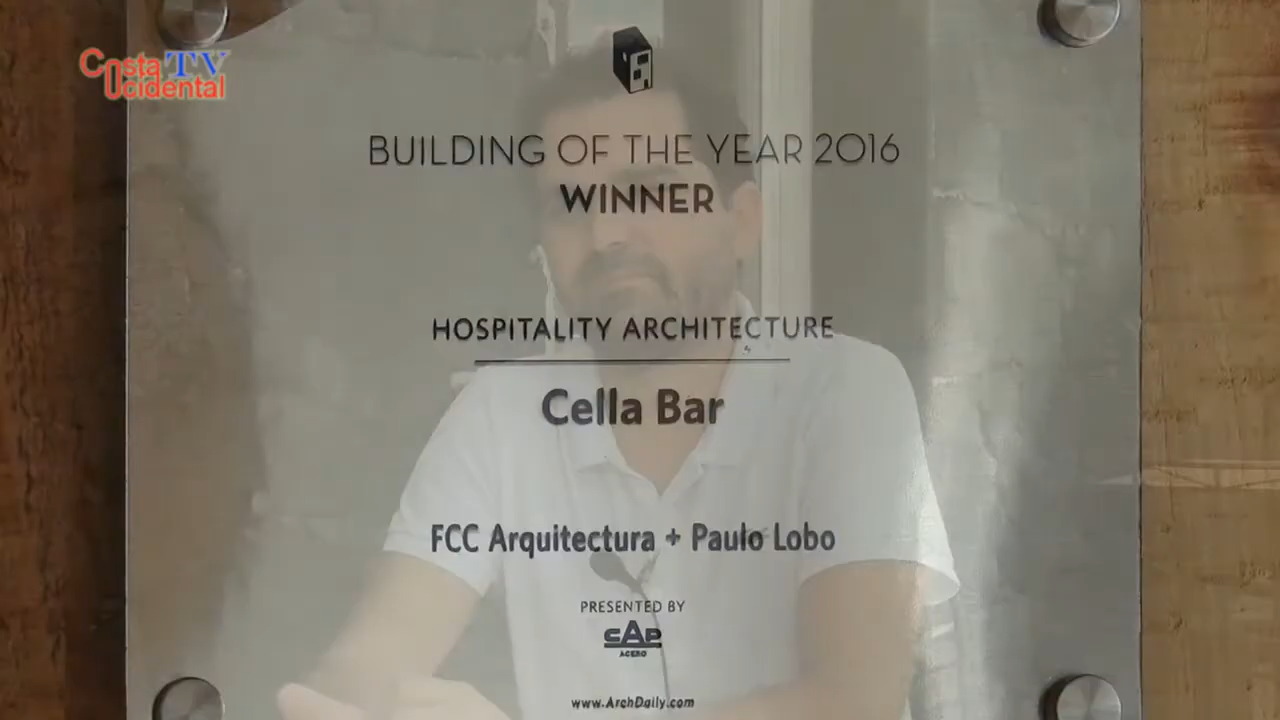 Costa TV
Ocidental
BUILDING OF THE YEAR 2016
WINNER
HOSPITALITY ARCHITECTURE
Cella Bar
FCC Arquitectura + Paulo Lobo
PRESENTED BY
CAP
ACERO
www.ArchDaily.com